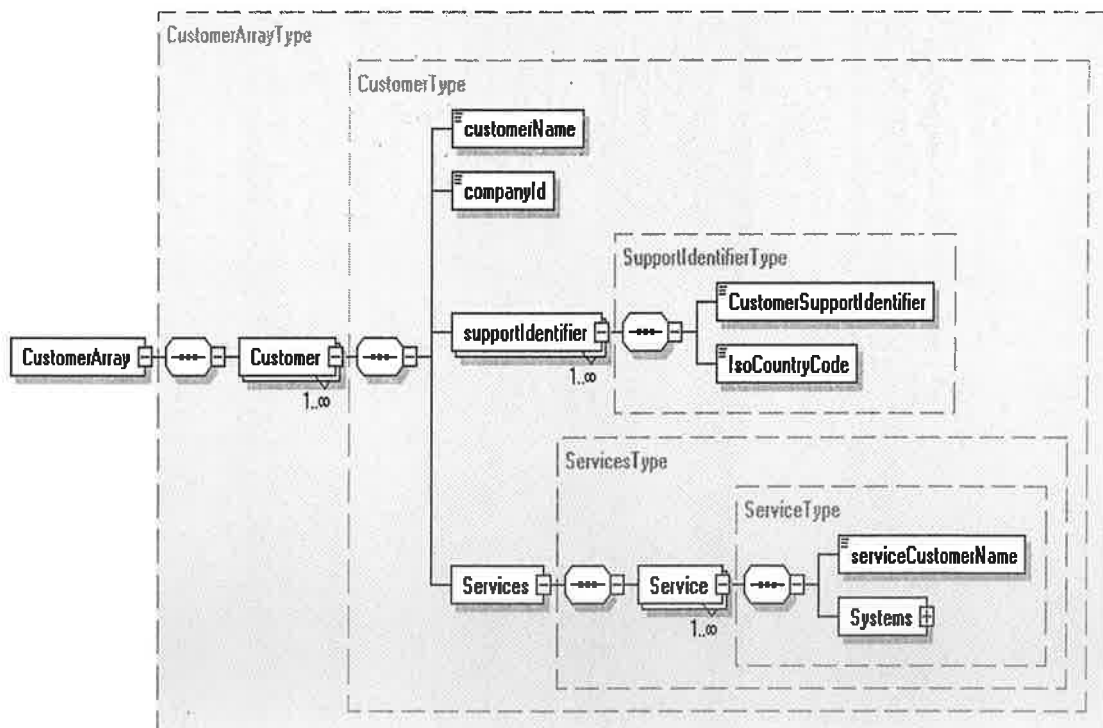 CustomerArrayType
CustomerType
customerName
companyId
SupportIdentifierType
CustomerSupportIdentifier
supportIdentifier
1..∞
IsoCountryCode
CustomerArray
Customer
1..∞
ServicesType
ServiceType
serviceCustomerName
Services
Service
1..∞
Systems